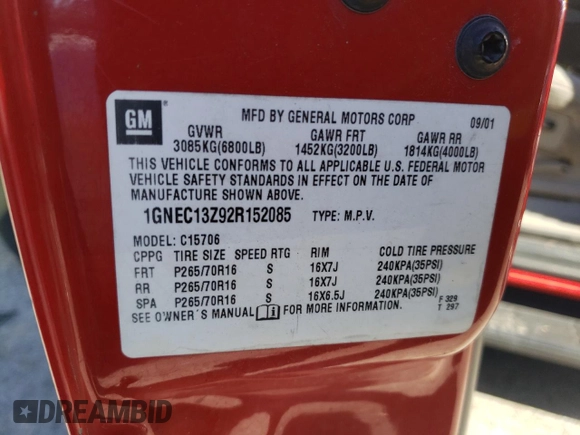 GM
MFD BY GENERAL MOTORS CORP 09/01
GVWR GAWR FRT GAWR RR
3085KG(6800LB) 1452KG(3200LB) 1814KG(4000LB)
THIS VEHICLE CONFORMS TO ALL APPLICABLE U.S. FEDERAL MOTOR
VEHICLE SAFETY STANDARDS IN EFFECT ON THE DATE OF
MANUFACTURE SHOWN ABOVE.
1GNEC13Z92R152085 TYPE: M.P.V.
MODEL: C15706
CPPG TIRE SIZE SPEED RTG RIM COLD TIRE PRESSURE
FRT P265/70R16 S 16X7J 240KPA(35PSI)
RR P265/70R16 S 16X7J 240KPA(35PSI)
SPA P265/70R16 S 16X6.5J 240KPA(35PSI)
SEE OWNER'S MANUAL FOR MORE INFORMATION.
F 329
T 297
DREAMBID